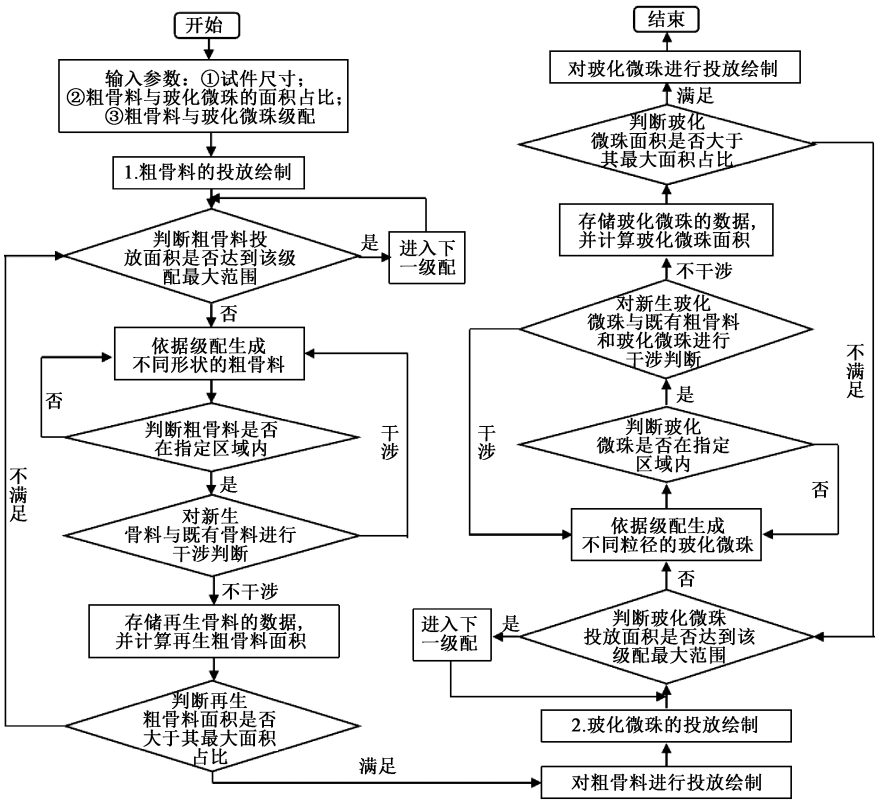 开始
输入参数：①试件尺寸；
②粗骨料与玻化微珠的面积占比；
③粗骨料与玻化微珠级配
1.粗骨料的投放绘制
判断粗骨料投
放面积是否达到该级
配最大范围
是
进入下
一级配
否
依据级配生成
不同形状的粗骨料
否
判断粗骨料是否
在指定区域内
干涉
是
对新生
骨料与既有骨料进行
干涉判断
不满足
不干涉
存储再生骨料的数据，
并计算再生粗骨料面积
判断再生
粗骨料面积是否
大于其最大面积
占比
满足
对粗骨料进行投放绘制
2.玻化微珠的投放绘制
判断玻化微珠
投放面积是否达到该
级配最大范围
是
进入下
一级配
否
依据级配生成
不同粒径的玻化微珠
判断玻化
微珠是否在指定
区域内
否
是
对新生玻化
微珠与既有粗骨料
和玻化微珠进行
干涉判断
干涉
不干涉
存储玻化微珠的数据，
并计算玻化微珠面积
判断玻化
微珠面积是否大于
其最大面积占比
不满足
满足
对玻化微珠进行投放绘制
结束